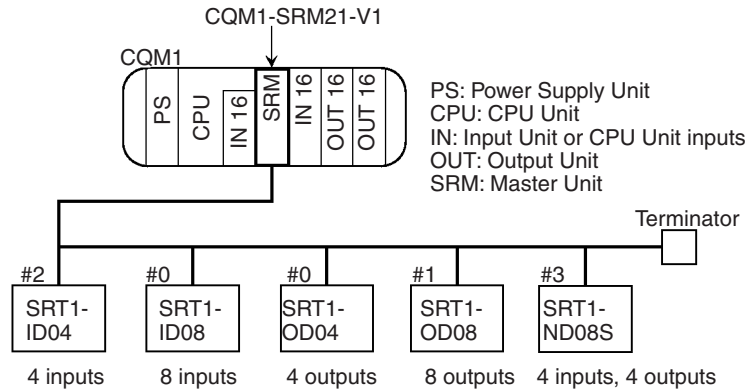 CQM1-SRM21-V1
CQM1
PS
CPU
IN 16
SRM
IN 16
OUT 16
OUT 16
PS: Power Supply Unit
CPU: CPU Unit
IN: Input Unit or CPU Unit inputs
OUT: Output Unit
SRM: Master Unit
Terminator
#2
#0
#0
#1
#3
SRT1-
ID04
SRT1-
ID08
SRT1-
OD04
SRT1-
OD08
SRT1-
ND08S
4 inputs
8 inputs
4 outputs
8 outputs
4 inputs, 4 outputs